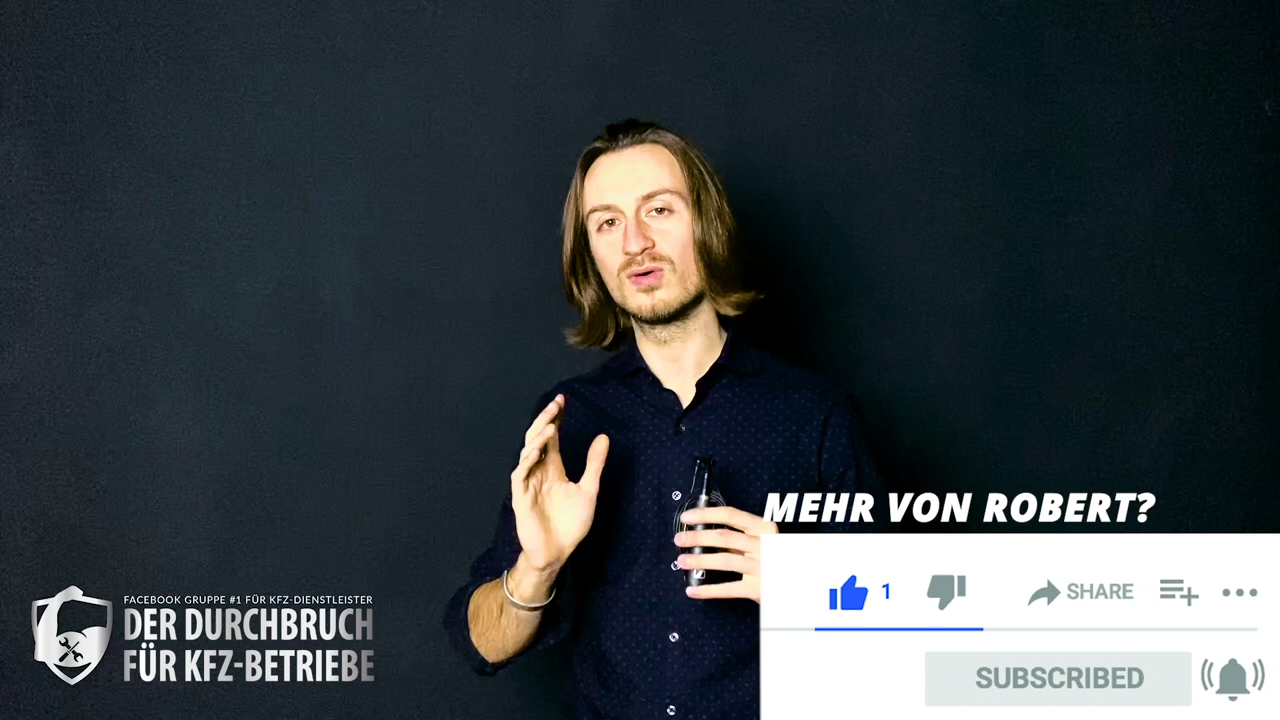 MEHR VON ROBERT?
1
SHARE
SUBSCRIBED
FACEBOOK GRUPPE #1 FÜR KFZ-DIENSTLEISTER
DER DURCHBRUCH
FÜR KFZ-BETRIEBE